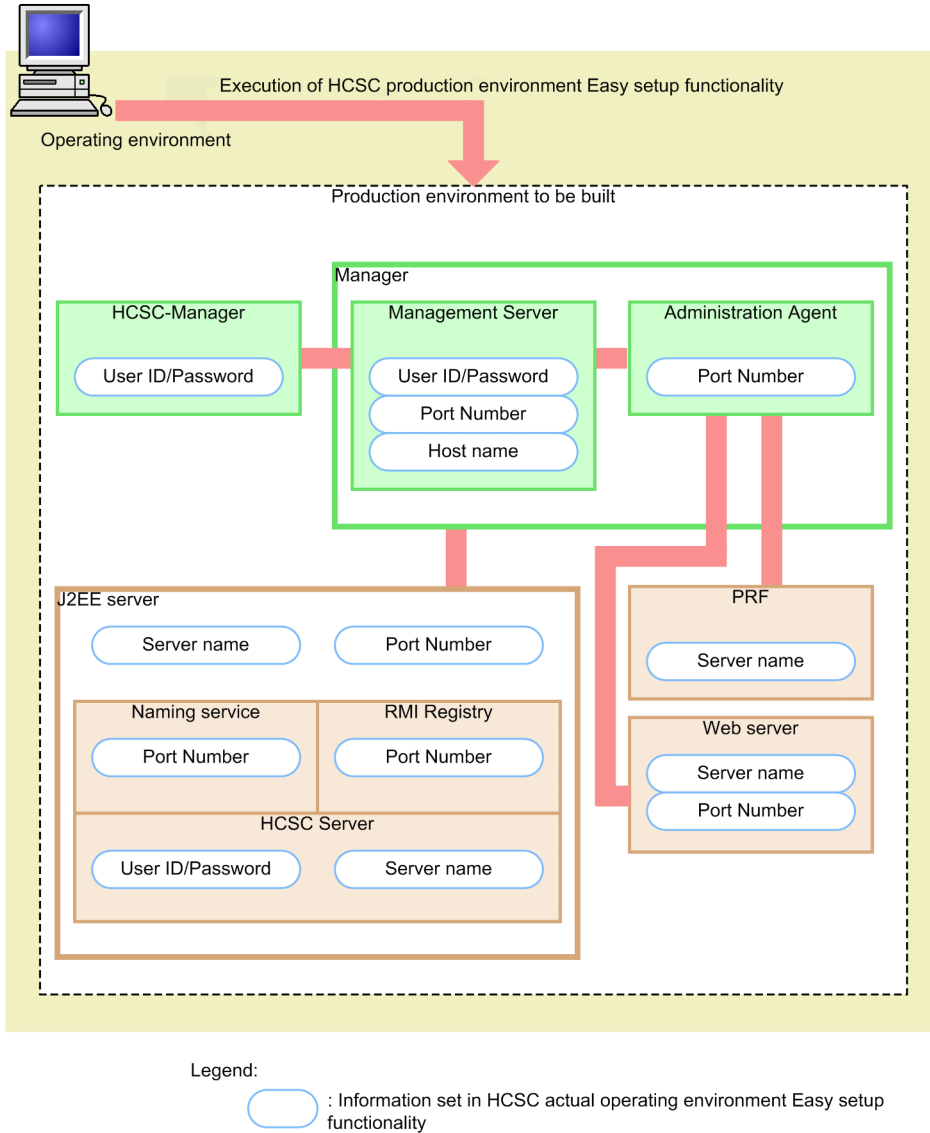 Execution of HCSC production environment Easy setup functionality
Operating environment
Production environment to be built
Manager
HCSC-Manager
User ID/Password
Management Server
User ID/Password
Port Number
Host name
Administration Agent
Port Number
J2EE server
Server name
Port Number
Naming service
Port Number
RMI Registry
Port Number
HCSC Server
User ID/Password
Server name
PRF
Server name
Web server
Server name
Port Number
Legend:
: Information set in HCSC actual operating environment Easy setup
functionality